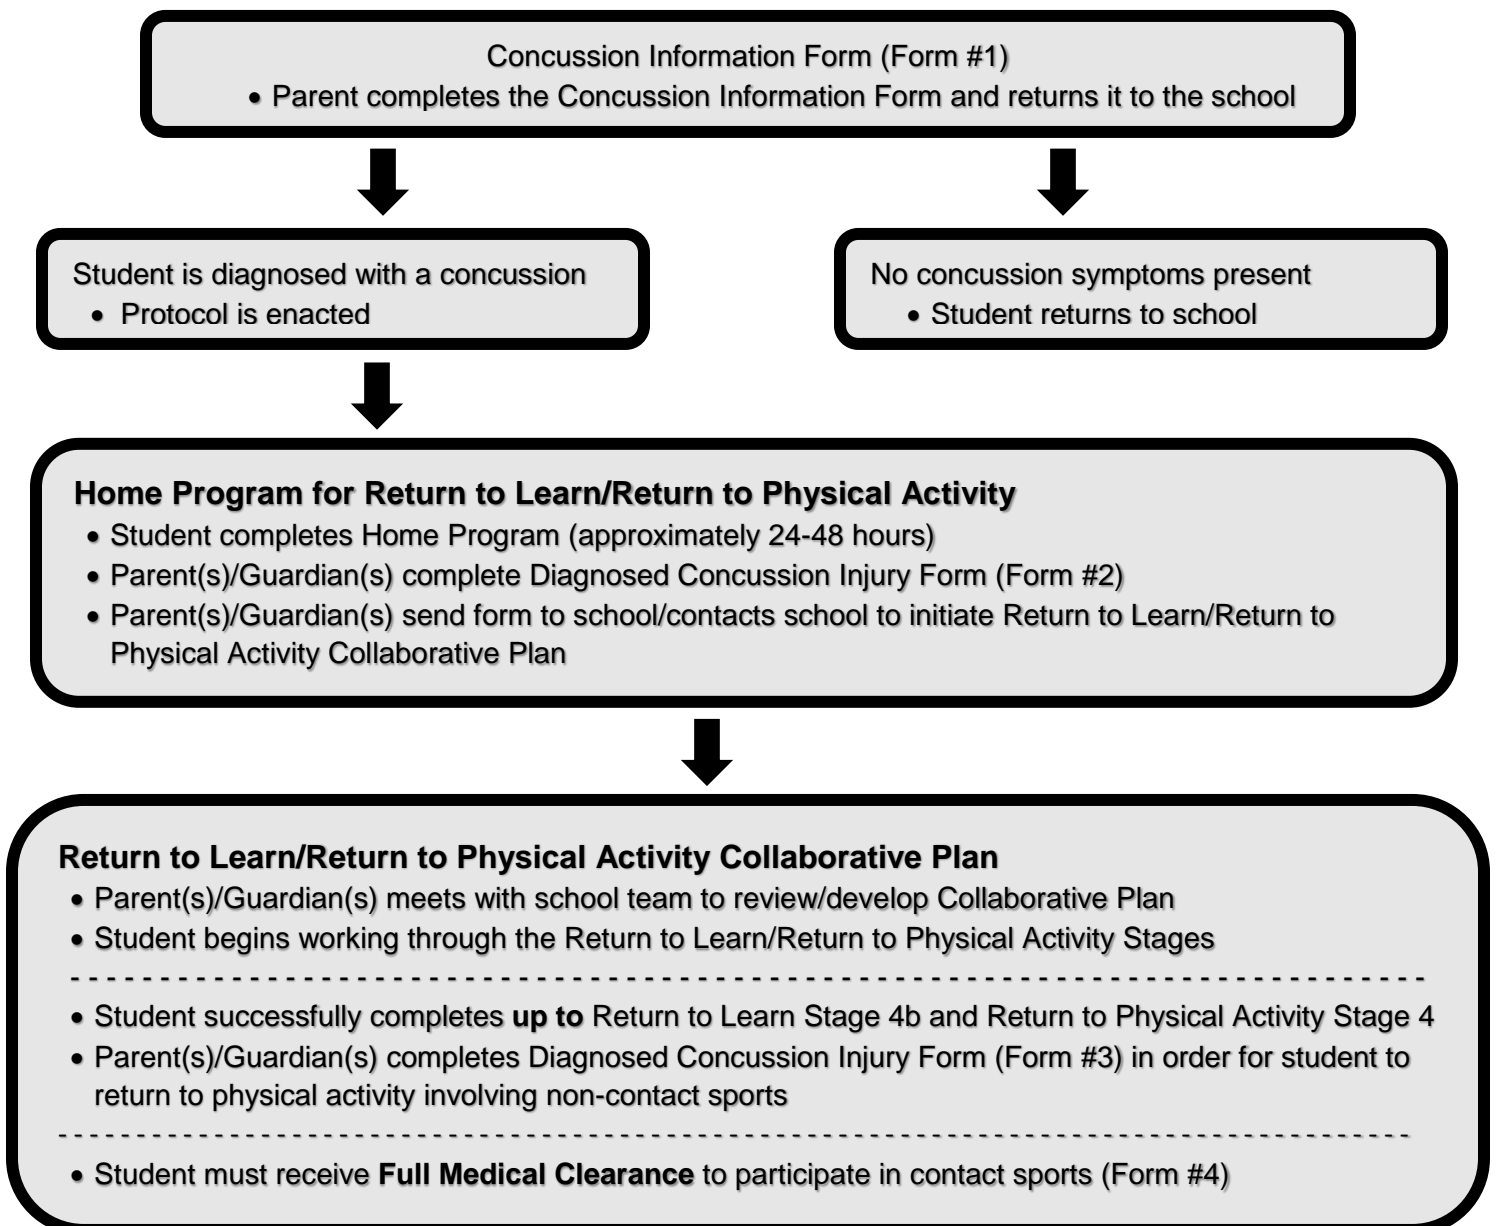 Concussion Information Form (Form #1)
• Parent completes the Concussion Information Form and returns it to the school
Student is diagnosed with a concussion
• Protocol is enacted
No concussion symptoms present
• Student returns to school
Home Program for Return to Learn/Return to Physical Activity
• Student completes Home Program (approximately 24-48 hours)
• Parent(s)/Guardian(s) complete Diagnosed Concussion Injury Form (Form #2)
• Parent(s)/Guardian(s) send form to school/contacts school to initiate Return to Learn/Return to
Physical Activity Collaborative Plan
Return to Learn/Return to Physical Activity Collaborative Plan
• Parent(s)/Guardian(s) meets with school team to review/develop Collaborative Plan
• Student begins working through the Return to Learn/Return to Physical Activity Stages
• Student successfully completes up to Return to Learn Stage 4b and Return to Physical Activity Stage 4
• Parent(s)/Guardian(s) completes Diagnosed Concussion Injury Form (Form #3) in order for student to
return to physical activity involving non-contact sports
• Student must receive Full Medical Clearance to participate in contact sports (Form #4)